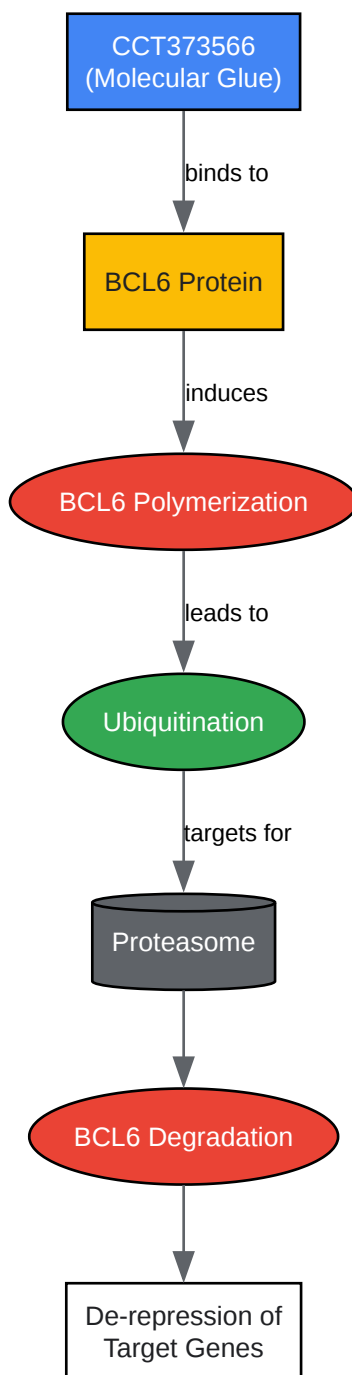 CCT373566
(Molecular Glue)
binds to
BCL6 Protein
induces
BCL6 Polymerization
leads to
Ubiquitination
targets for
Proteasome
BCL6 Degradation
De-repression of
Target Genes